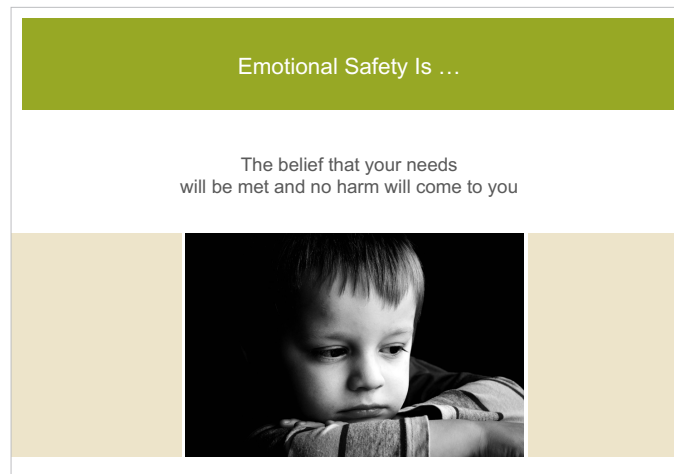 Emotional Safety Is …
The belief that your needs
will be met and no harm will come to you